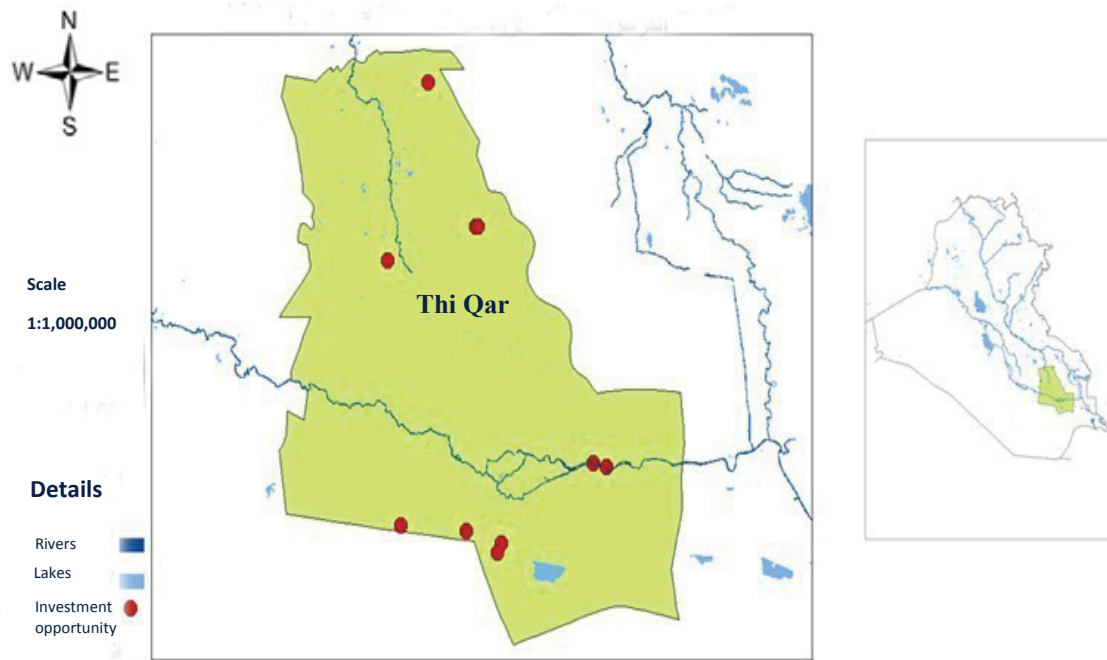 N
W E
S
Thi Qar
Scale
1:1,000,000
Details
Rivers
Lakes
Investment
opportunity